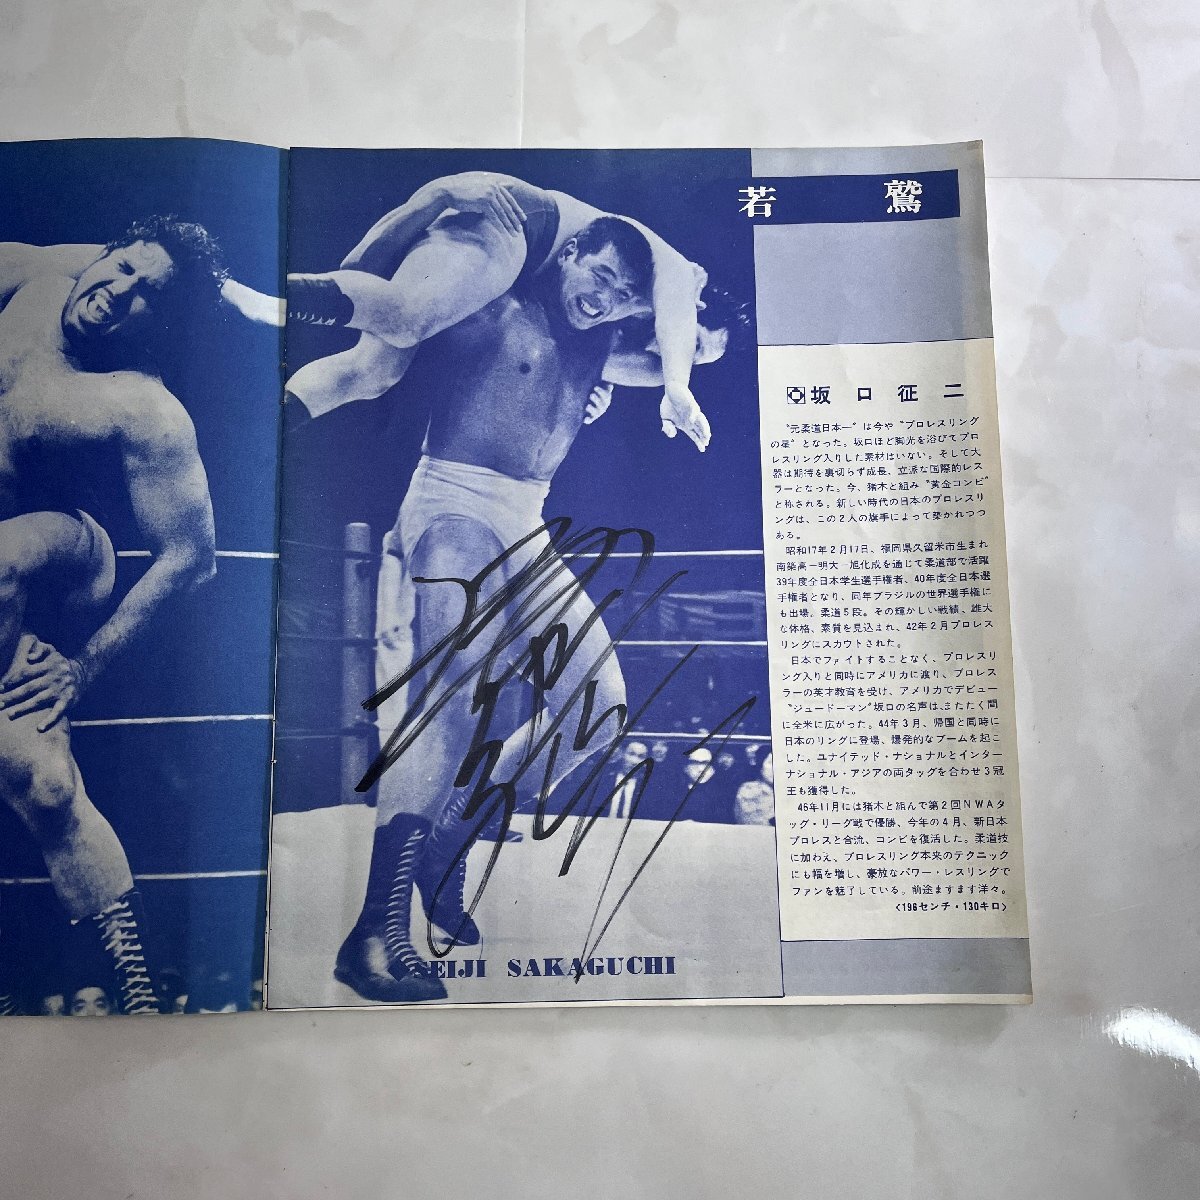 若鷲
坂口征二
〝元柔道日本一〟は今や〝プロレスリング
の星〟となった。坂口ほど脚光を浴びてプロ
レスリング入りした素材はいない。そして大
器は期待を裏切らず成長、立派な国際的レス
ラーとなった。今、猪木と組み〝黄金コンビ〟
と称される。新しい時代の日本のプロレスリ
ングは、この2人の旗手によって築かれつつ
ある。
昭和17年2月17日、福岡県久留米市生まれ
南築高―明大―旭化成を通じて柔道部で活躍
39年度全日本学生選手権者、40年度全日本選
手権者となり、同年ブラジルの世界選手権に
も出場。柔道5段。その輝かしい戦績、雄大
な体格、素質を見込まれ、42年2月プロレス
リングにスカウトされた。
日本でファイトすることなく、プロレスリ
ング入りと同時にアメリカに渡り、プロレス
ラーの英才教育を受け、アメリカでデビュー
〝ジュードーマン〟坂口の名声は、またたく間
に全米に広がった。44年3月、帰国と同時に
日本のリングに登場、爆発的なブームを起こ
した。ユナイテッド・ナショナルとインター
ナショナル・アジアの両タッグを合わせ3冠
王も獲得した。
46年11月には猪木と組んで第2回NWAタ
ッグ・リーグ戦で優勝、今年の4月、新日本
プロレスと合流、コンビを復活した。柔道技
に加わえ、プロレスリング本来のテクニック
にも幅を増し、豪放なパワー・レスリングで
ファンを魅了している。前途ますます洋々。
〈196センチ・130キロ〉
SEIJI SAKAGUCHI